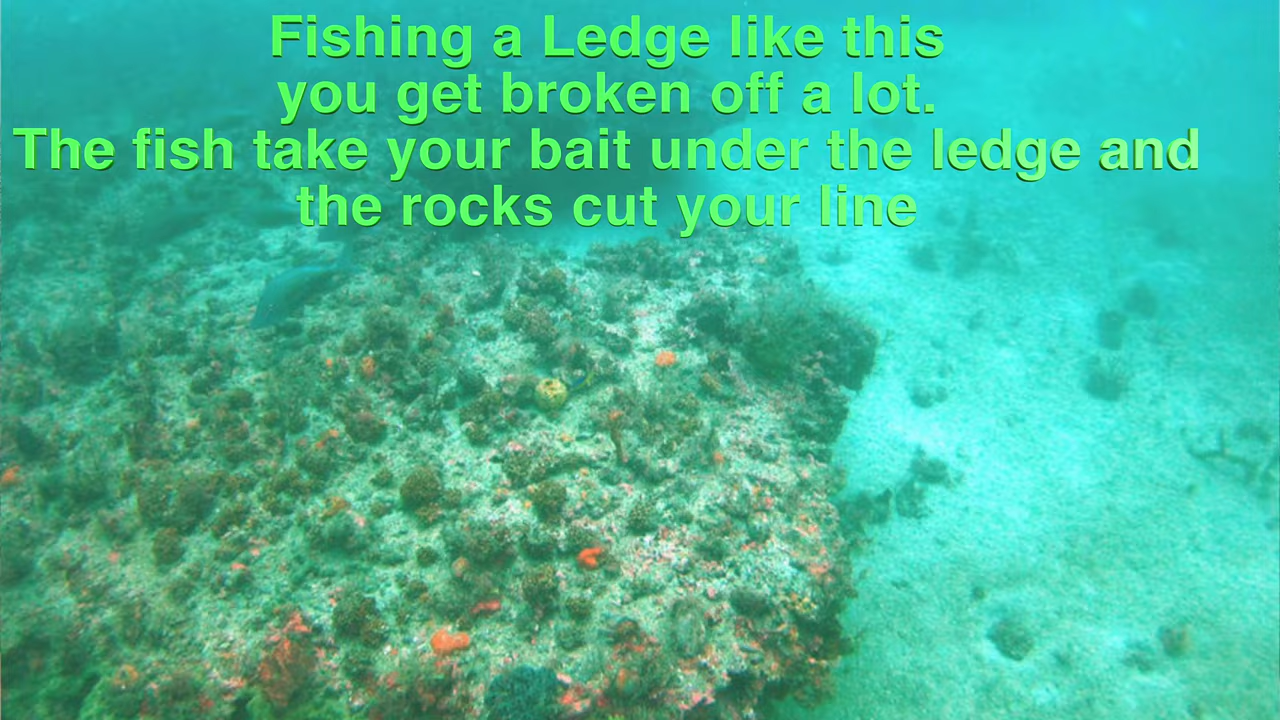 Fishing a Ledge like this
you get broken off a lot.
The fish take your bait under the ledge and
the rocks cut your line